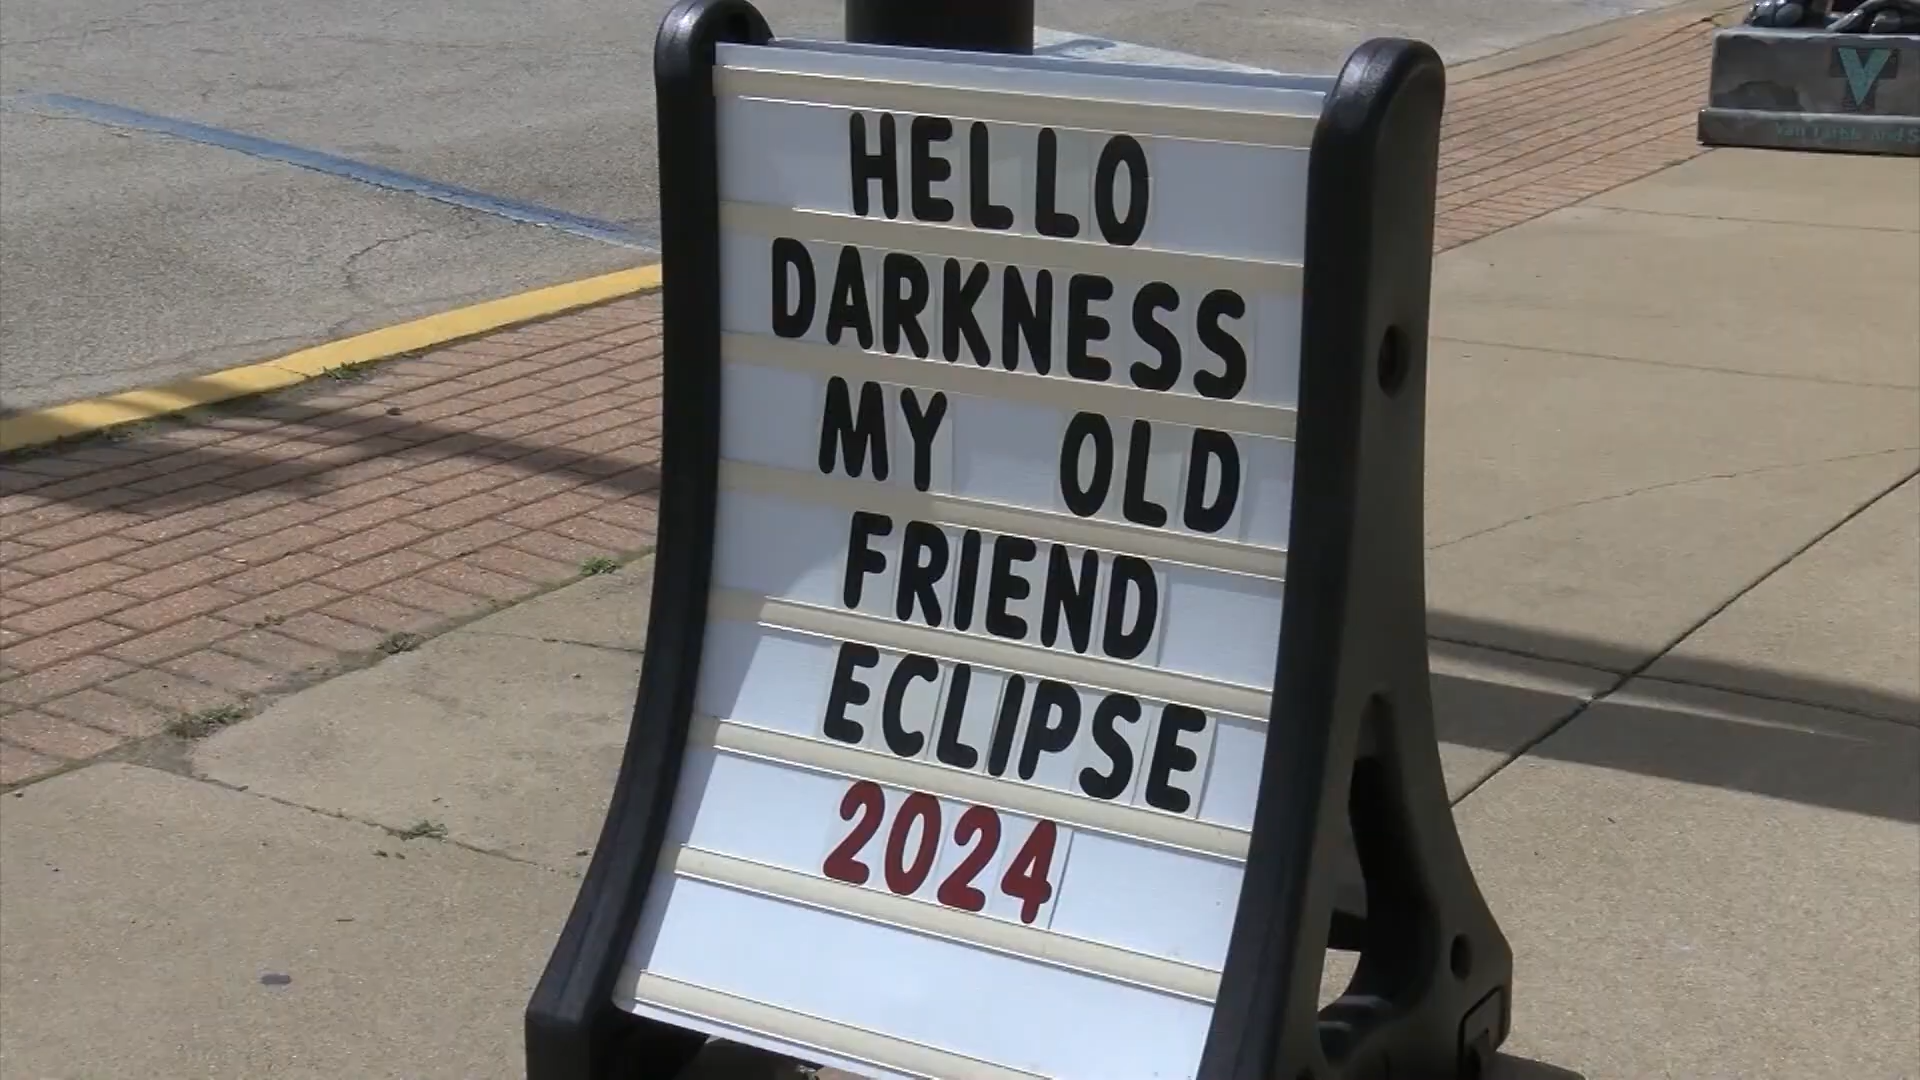 HELLO
DARKNESS
MY OLD
FRIEND
ECLIPSE
2024